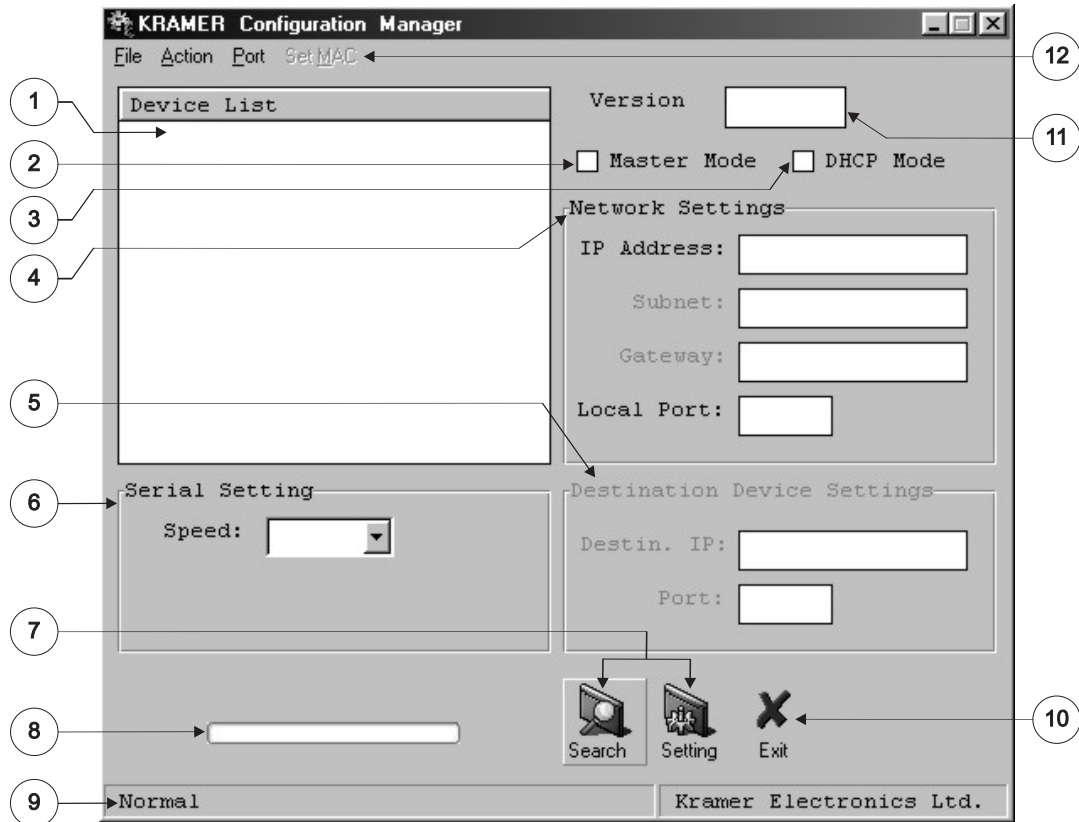 KRAMER Configuration Manager
File Action Port Set MAC
12
1
Device List
Version
11
2
Master Mode
DHCP Mode
3
Network Settings
4
IP Address:
Subnet:
Gateway:
5
Local Port:
6
Serial Setting
Speed:
Destination Device Settings
Destin. IP:
Port:
7
8
Search
Setting
Exit
10
9
Normal
Kramer Electronics Ltd.